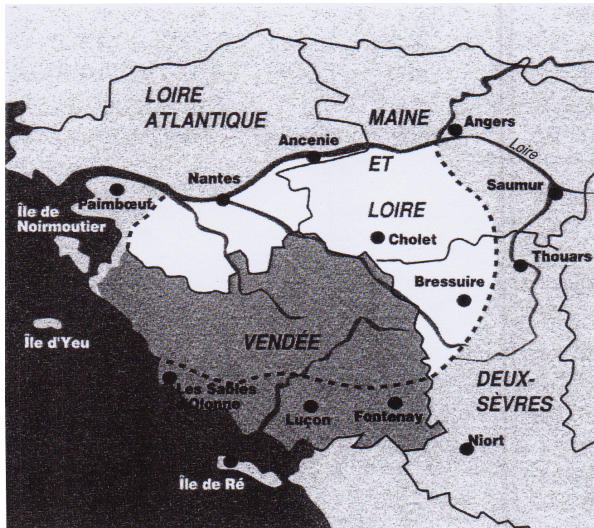 LOIRE
ATLANTIQUE
MAINE
ET
LOIRE
Angers
Loire
Ancenie
Nantes
Saumur
Paimbœuf
Île de
Noirmoutier
Cholet
Thouars
Bressuire
Île d'Yeu
VENDÉE
DEUX-
SÈVRES
Les Sables
d'Olonne
Luçon
Fontenay
Niort
Île de Ré